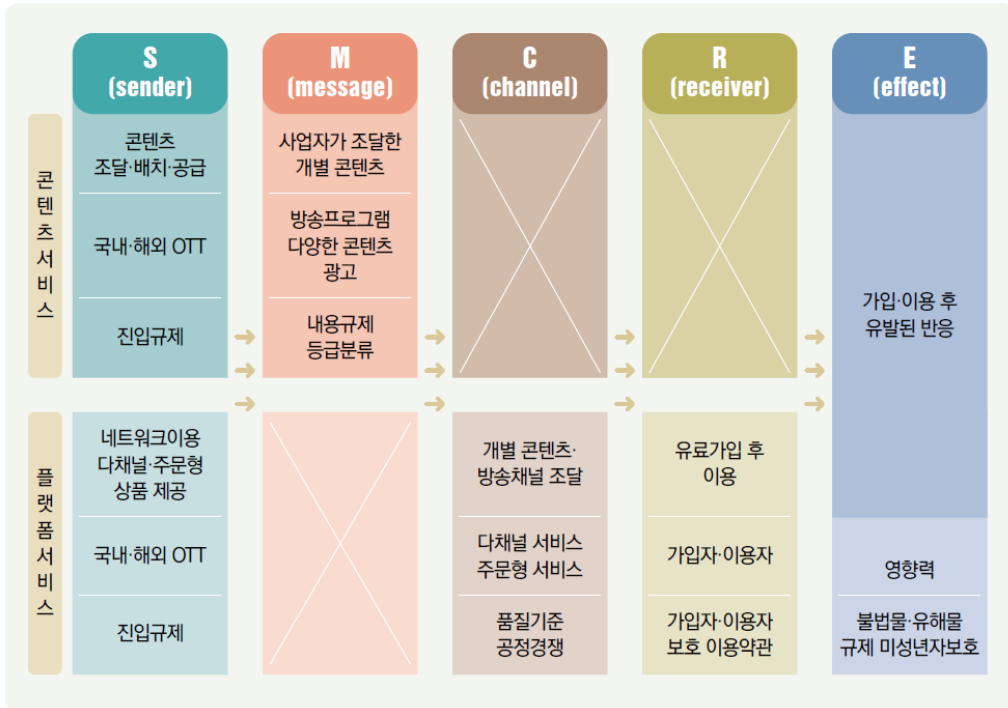 S
(sender)
M
(message)
C
(channel)
R
(receiver)
E
(effect)
콘텐츠서비스
콘텐츠
조달·배치·공급
국내·해외 OTT
진입규제
사업자가 조달한
개별 콘텐츠
방송프로그램
다양한 콘텐츠
광고
내용규제
등급분류
가입·이용 후
유발된 반응
플랫폼서비스
네트워크이용
다채널·주문형
상품 제공
국내·해외 OTT
진입규제
개별 콘텐츠·
방송채널 조달
다채널 서비스
주문형 서비스
품질기준
공정경쟁
유료가입 후
이용
가입자·이용자
가입자·이용자
보호 이용약관
영향력
불법물·유해물
규제 미성년자보호